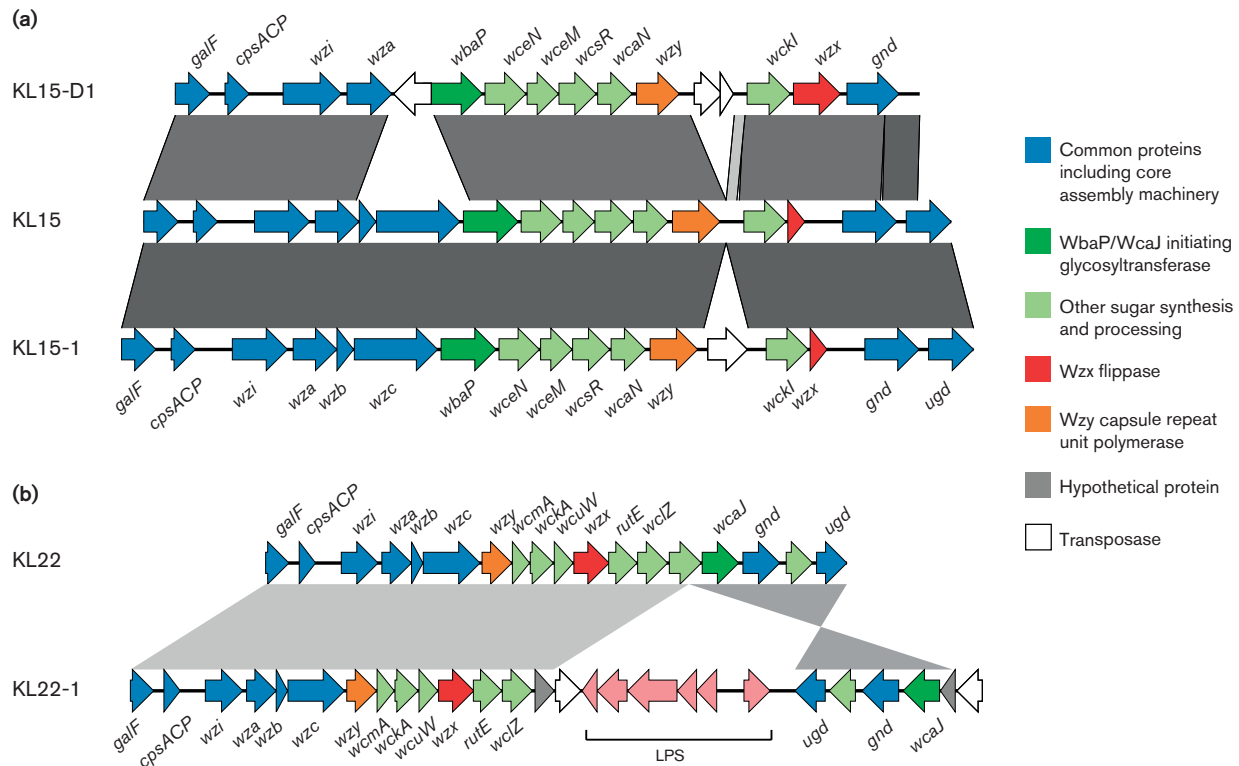 (a)
galF cpsACP wzi wza wbaP wceN wceM wcsR wcaN wzy wckI wzx gnd
KL15-D1
KL15
KL15-1
galF cpsACP wzi wza wzb wzc wbaP wceN wceM wcsR wcaN wzy wckI wzx gnd ugd
Common proteins
including core
assembly machinery
WbaP/WcaJ initiating
glycosyltransferase
Other sugar synthesis
and processing
Wzx flippase
Wzy capsule repeat
unit polymerase
Hypothetical protein
Transposase
(b)
galF cpsACP wzi wza wzb wzc wzy wcmA wckA wcuW wzx rutE wclZ wcaJ gnd ugd
KL22
KL22-1
galF cpsACP wzi wza wzb wzc wzy wcmA wckA wcuW wzx rutE wclZ ugd gnd wcaJ
LPS